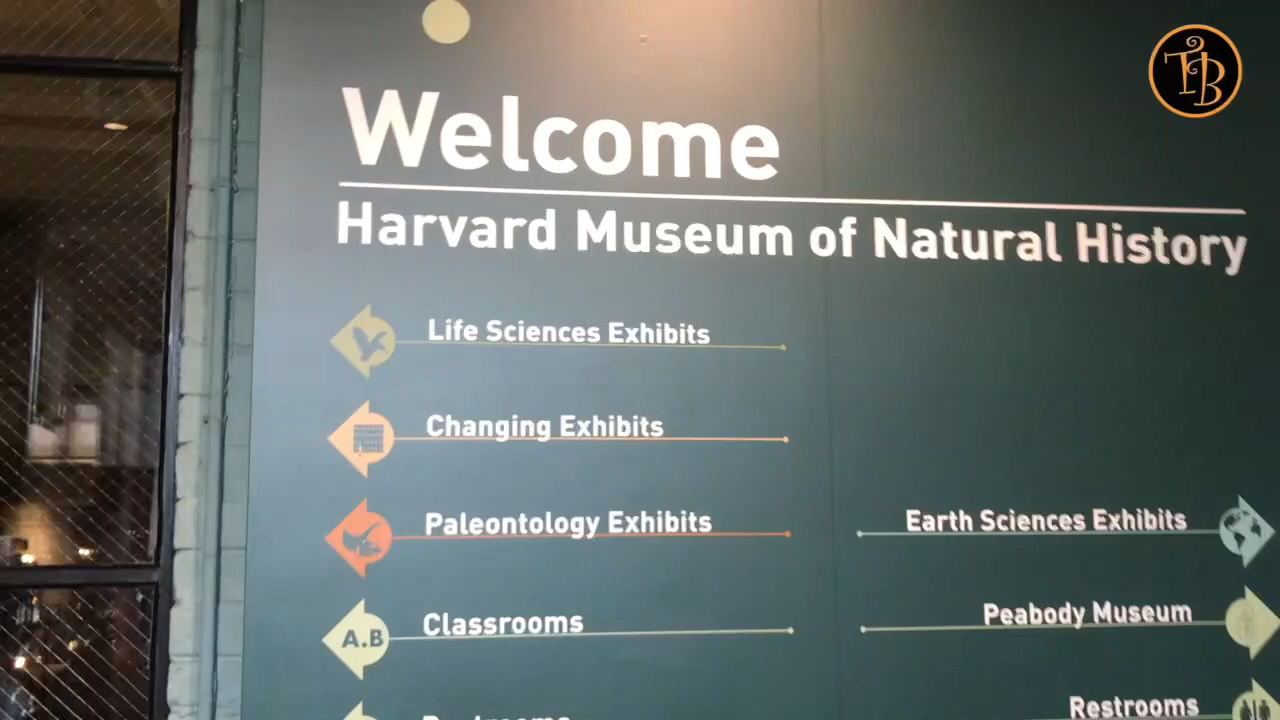 TB
Welcome
Harvard Museum of Natural History
Life Sciences Exhibits
Changing Exhibits
Paleontology Exhibits
Earth Sciences Exhibits
A.B Classrooms
Peabody Museum
Restrooms